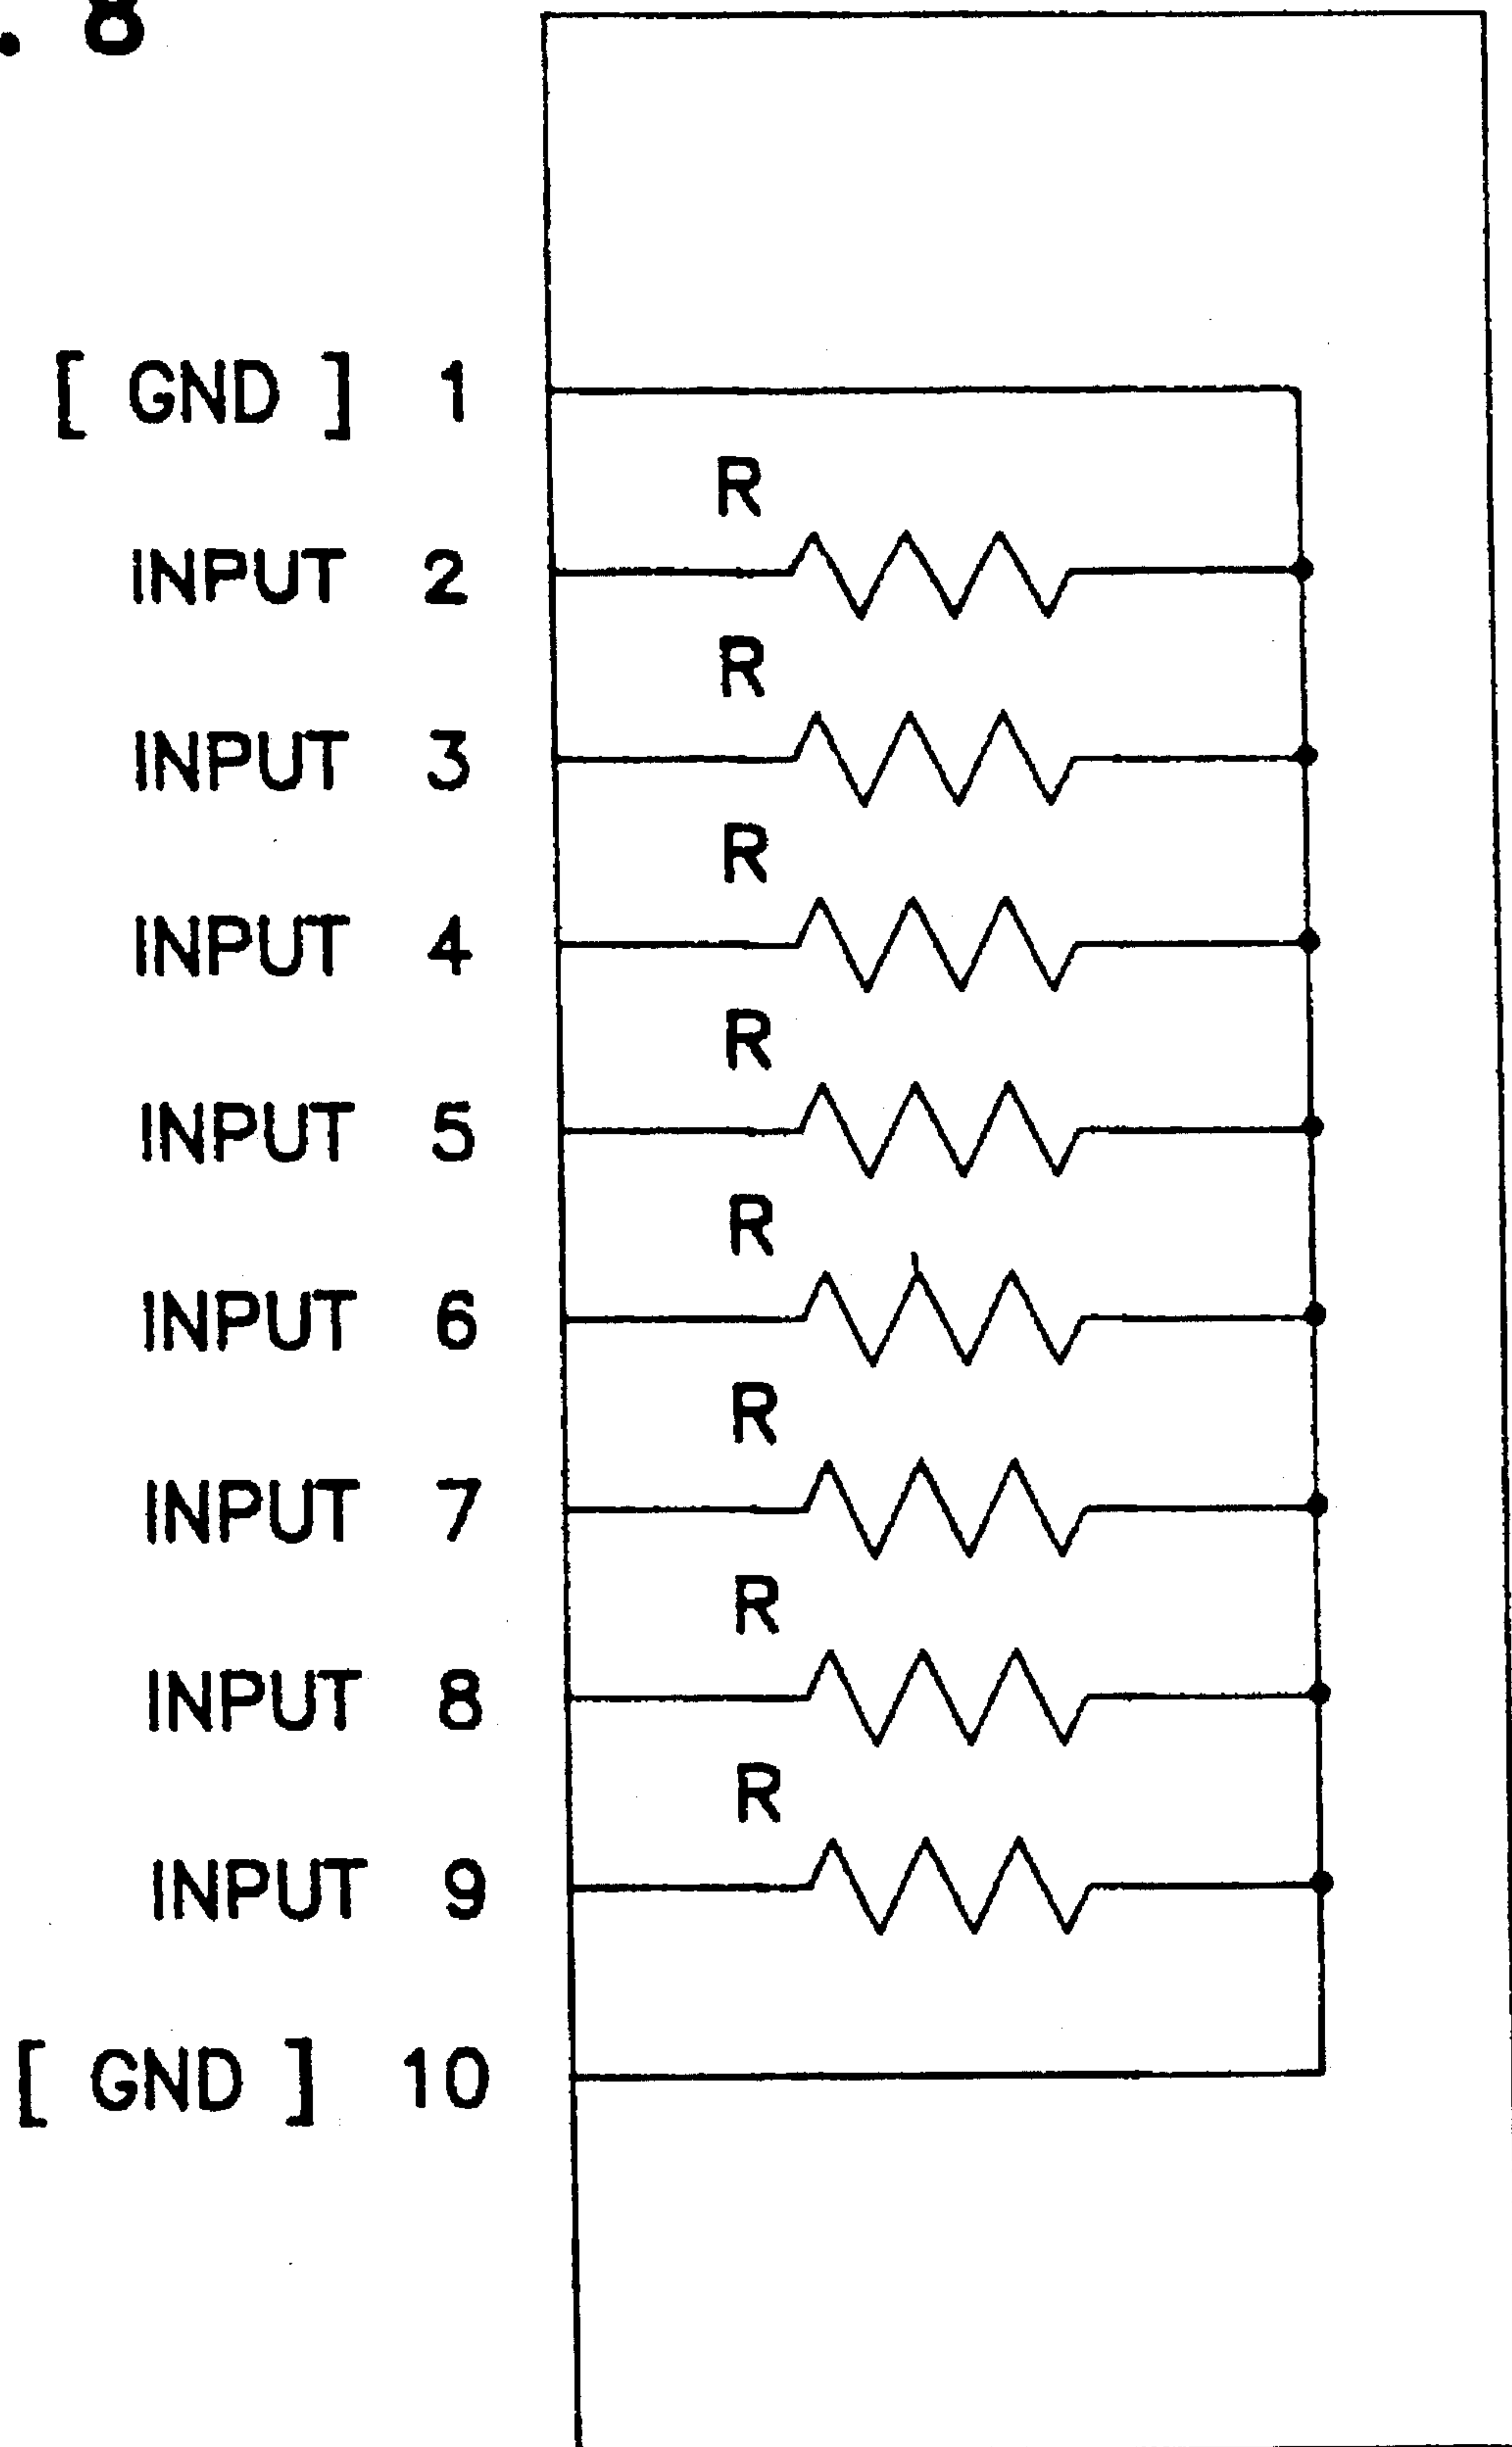 . 8
[ GND ] 1
R
INPUT 2
R
INPUT 3
R
INPUT 4
R
INPUT 5
R
INPUT 6
R
INPUT 7
R
INPUT 8
R
INPUT 9
[ GND ] 10